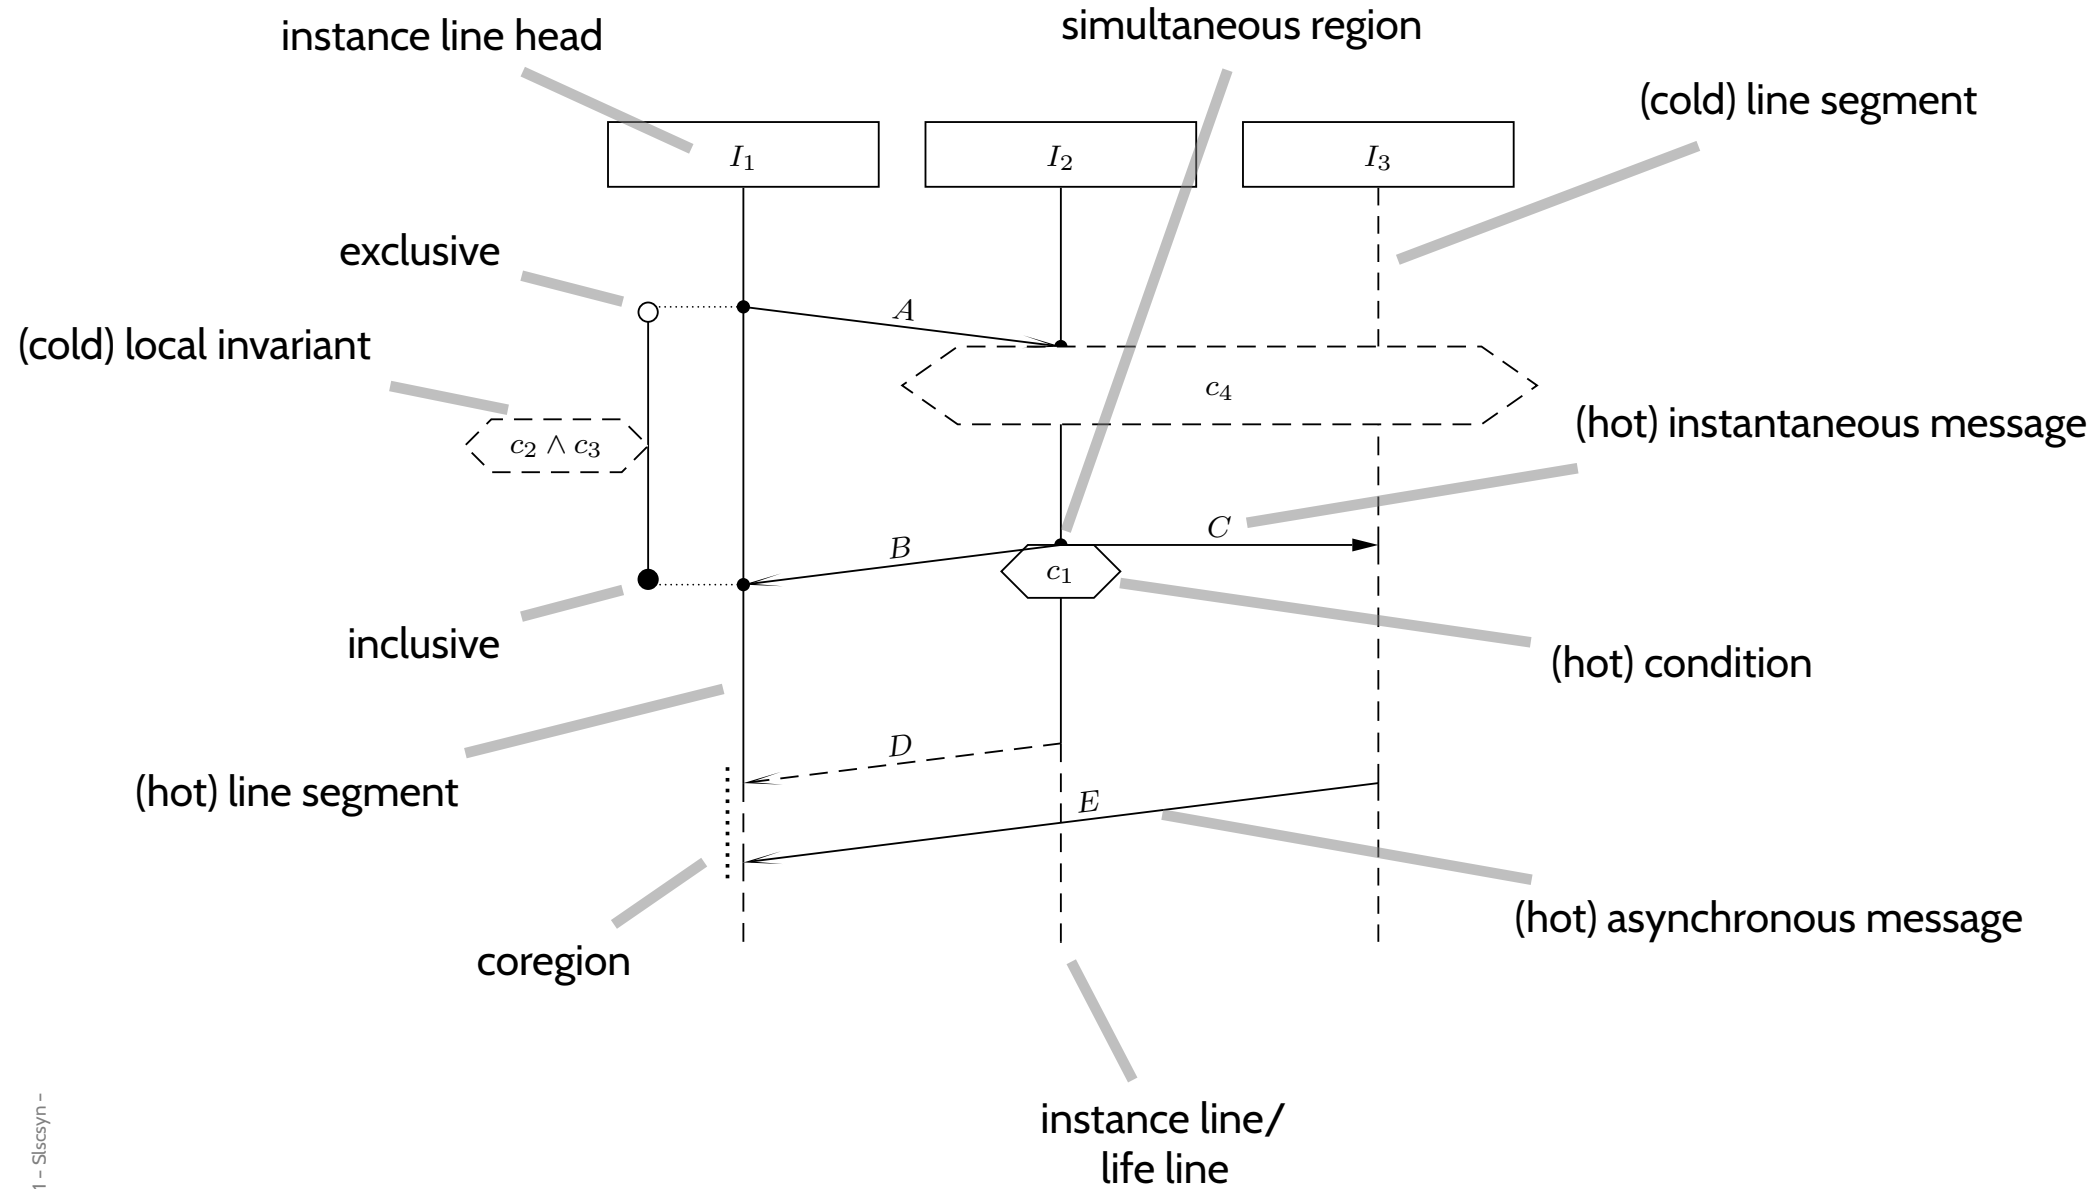 instance line head
simultaneous region
(cold) line segment
I₁
I₂
I₃
exclusive
A
(cold) local invariant
c₄
(hot) instantaneous message
c₂ ∧ c₃
C
B
c₁
inclusive
(hot) condition
D
(hot) line segment
E
(hot) asynchronous message
coregion
instance line/
life line
– Slscsyn –